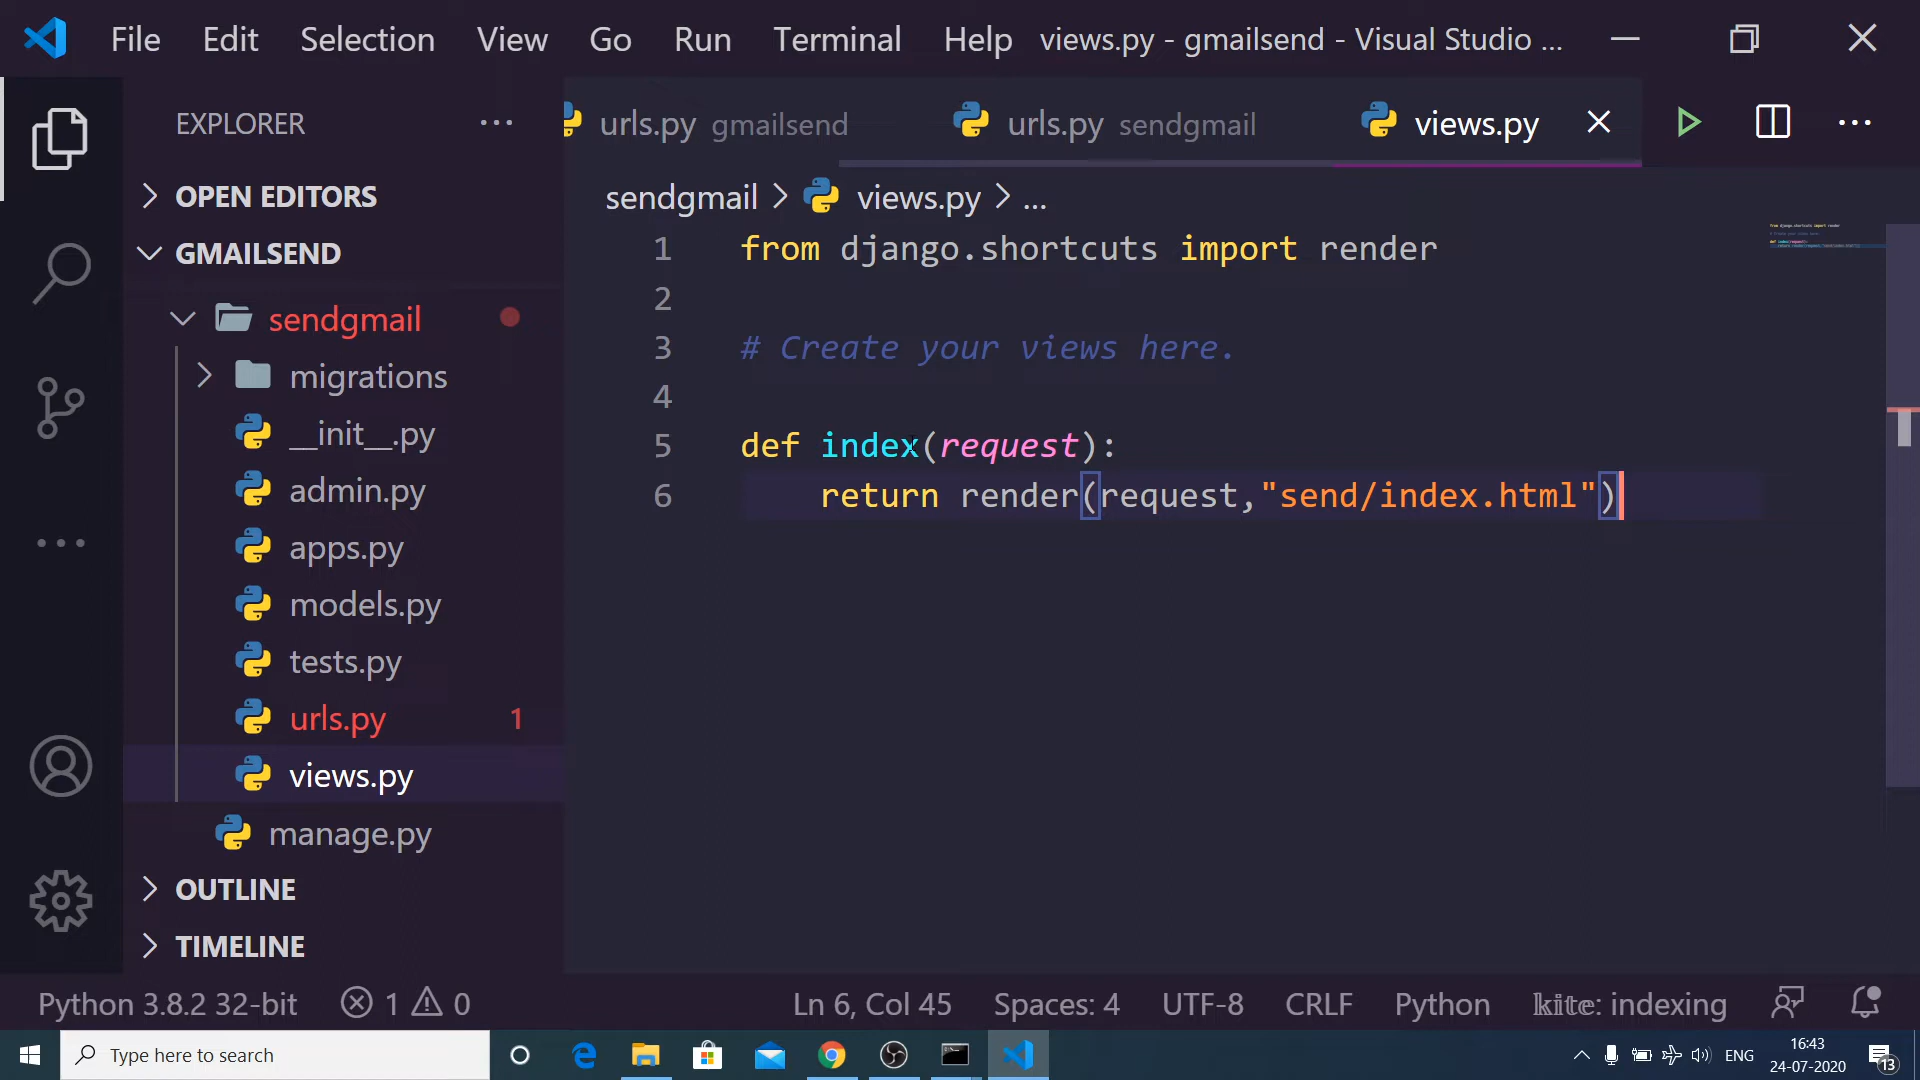 File Edit Selection View Go Run Terminal Help views.py - gmailsend - Visual Studio ...
EXPLORER ...
urls.py gmailsend
urls.py sendgmail
views.py
OPEN EDITORS
GMAILSEND
sendgmail
migrations
__init__.py
admin.py
apps.py
models.py
tests.py
urls.py 1
views.py
manage.py
OUTLINE
TIMELINE
sendgmail > views.py > ...
1 from django.shortcuts import render
2
3 # Create your views here.
4
5 def index(request):
6 return render(request,"send/index.html")
Python 3.8.2 32-bit 1 0 Ln 6, Col 45 Spaces: 4 UTF-8 CRLF Python kite: indexing
Type here to search
ENG
16:43
24-07-2020
13